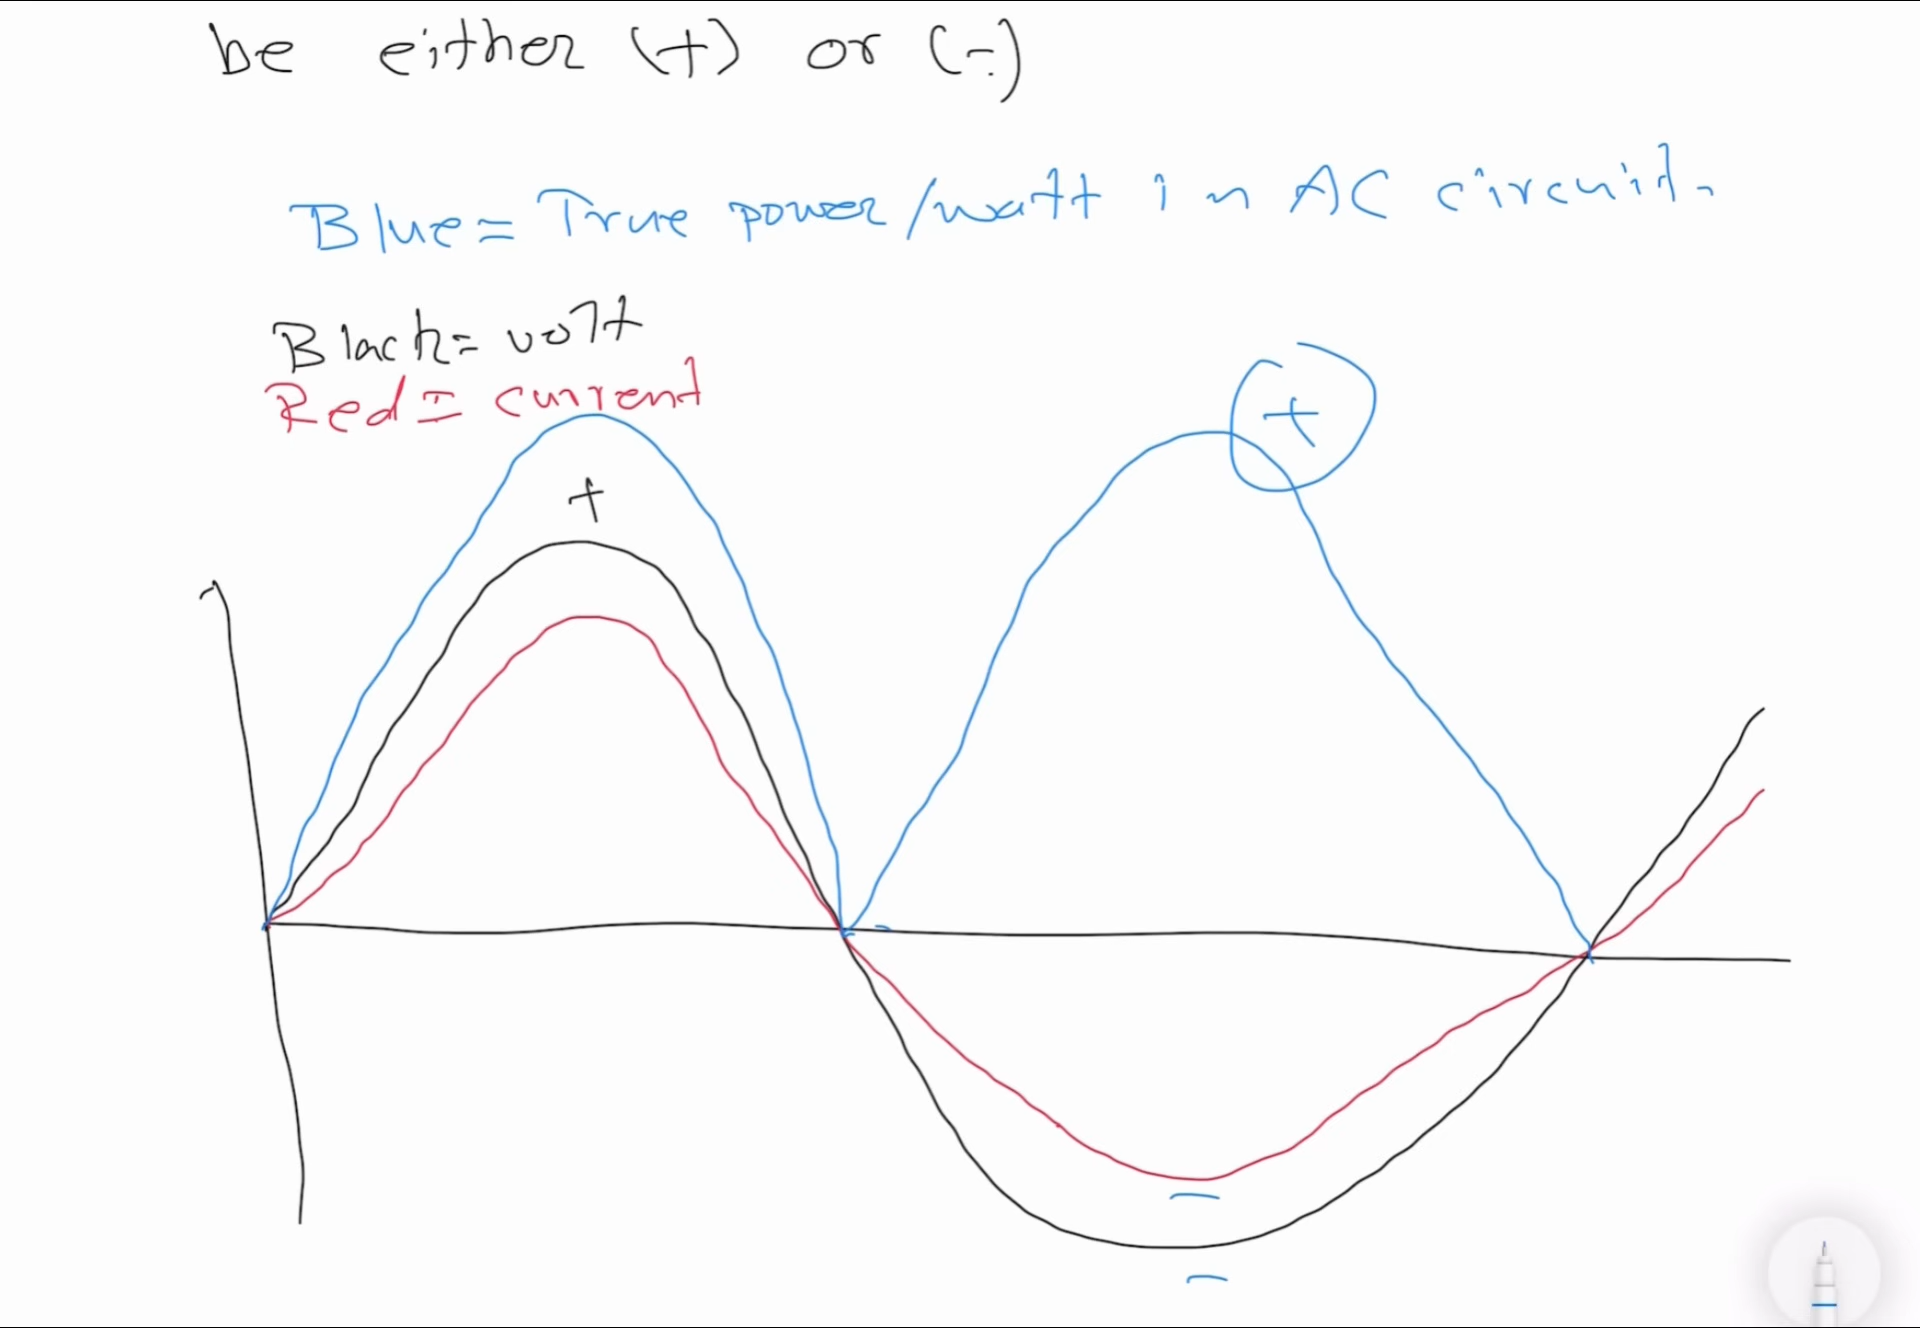 be either (+) or (-)
Blue = True power/watt in AC circuit.
Black = volt
Red = current
+
+
-
-